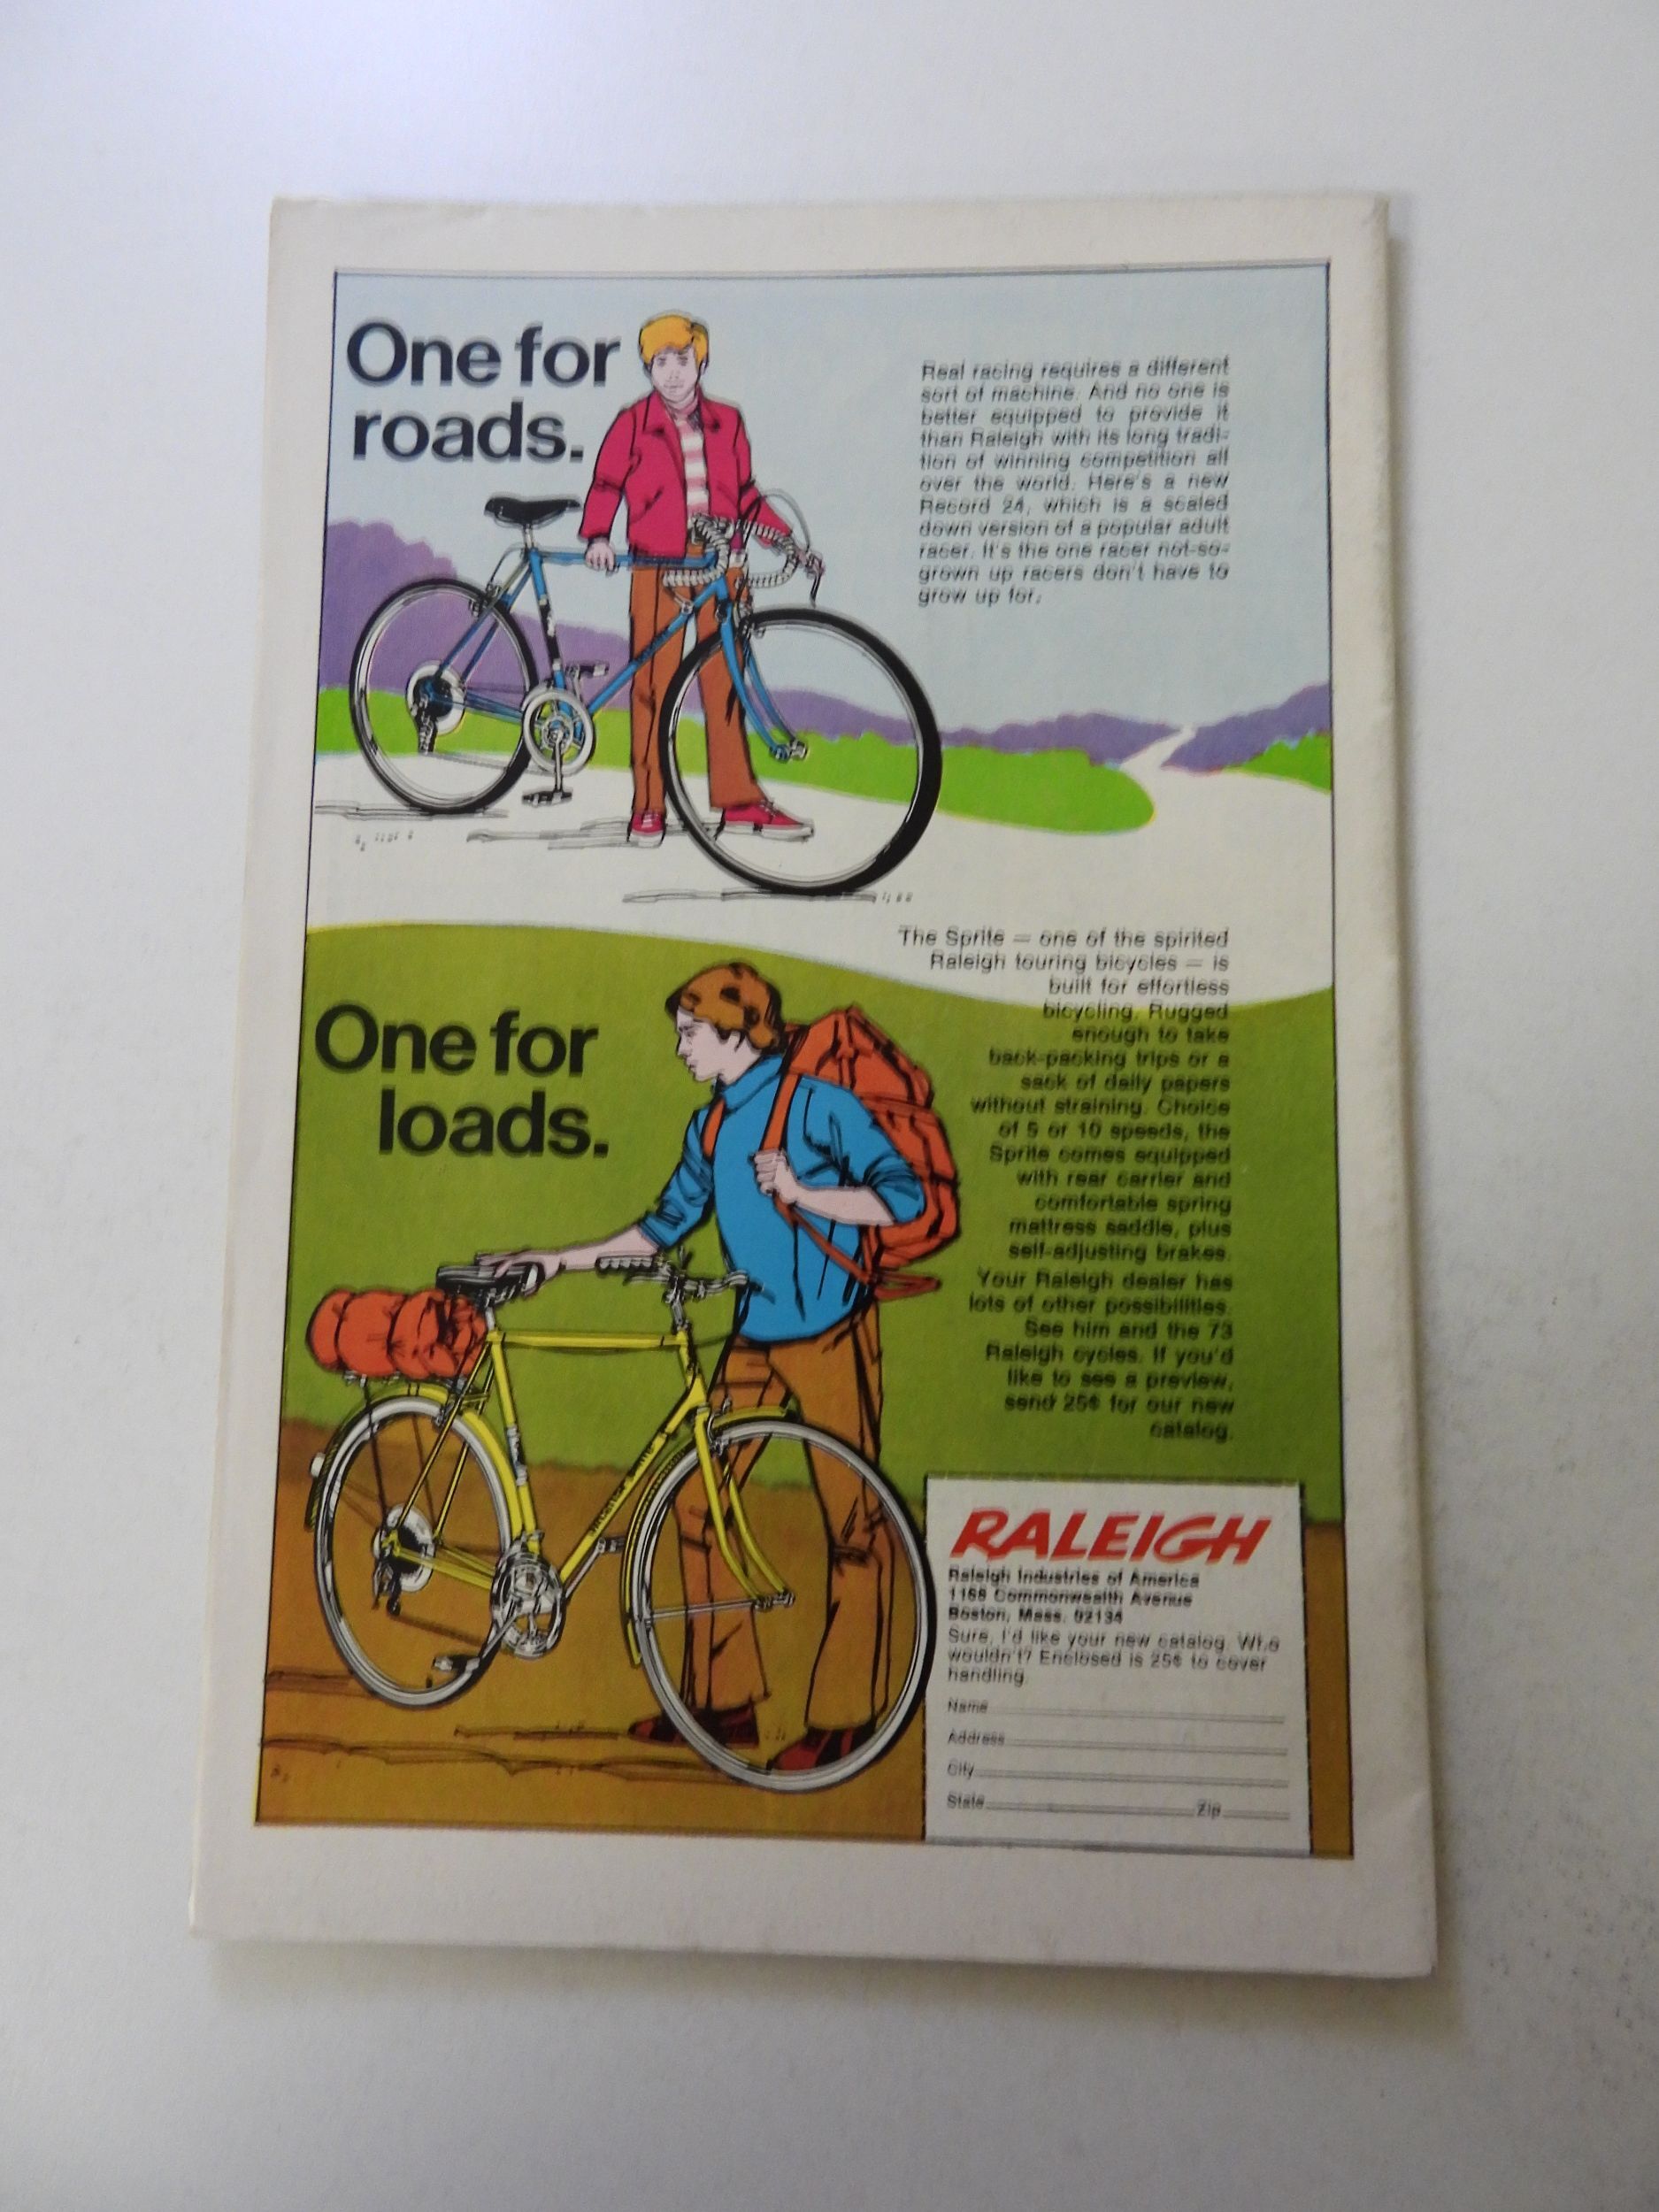 One for
roads.
Real racing requires a different
sort of machine. And no one is
better equipped to provide it
than Raleigh with its long tradi-
tion of winning competition all
over the world. Here's a new
Record 24, which is a scaled
down version of a popular adult
racer. It's the one racer not-so-
grown up racers don't have to
grow up for.
The Sprite — one of the spirited
Raleigh touring bicycles — is
built for effortless
bicycling. Rugged
enough to take
back-packing trips or a
sack of daily papers
without straining. Choice
of 5 or 10 speeds, the
Sprite comes equipped
with rear carrier and
comfortable spring
mattress saddle, plus
self-adjusting brakes.
Your Raleigh dealer has
lots of other possibilities.
See him and the 73
Raleigh cycles. If you'd
like to see a preview,
send 25¢ for our new
catalog.
One for
loads.
RALEIGH
Raleigh Industries of America
1168 Commonwealth Avenue
Boston, Mass. 02134
Sure, I'd like your new catalog. Who
wouldn't? Enclosed is 25¢ to cover
handling.
Name
Address
City
State Zip